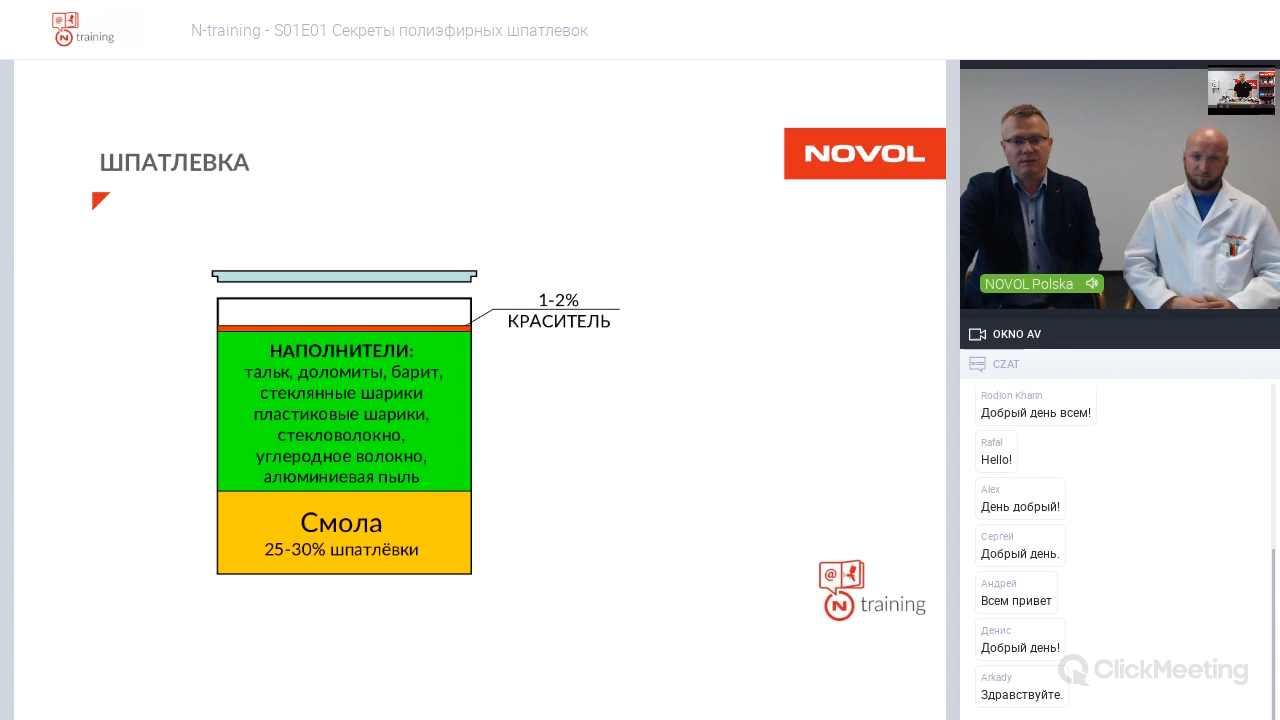 @
N training
N-training - S01E01 Секреты полиэфирных шпатлевок
ШПАТЛЕВКА
NOVOL
1-2%
КРАСИТЕЛЬ
НАПОЛНИТЕЛИ:
тальк, доломиты, барит,
стеклянные шарики
пластиковые шарики,
стекловолокно,
углеродное волокно,
алюминиевая пыль
Смола
25-30% шпатлёвки
@
N training
NOVOL
NOVOL Polska
OKNO AV
CZAT
Rodion Kharin
Добрый день всем!
Rafał
Hello!
Alex
День добрый!
Сергей
Добрый день.
Андрей
Всем привет
Денис
Добрый день!
Arkady
Здравствуйте.
ClickMeeting